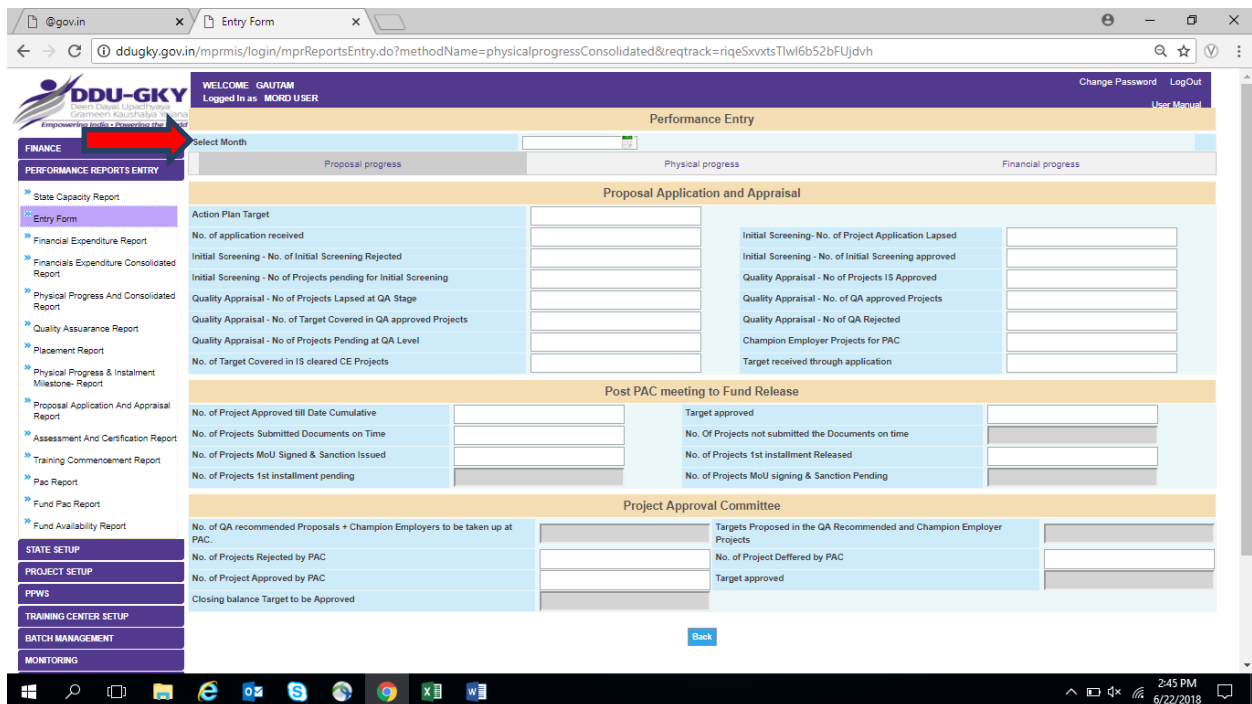 @gov.in
Entry Form
ddugky.gov.in/mprmis/login/mprReportsEntry.do?methodName=physicalprogressConsolidated&reqtrack=riqeSxvxtsTlwl6b52bFUjdvh
DDU-GKY
Deen Dayal Upadhyaya
Grameen Kaushalya Yojana
Empowering India • Powering the World
WELCOME GAUTAM
Logged In as MORD USER
Change Password LogOut
User Manual
FINANCE
PERFORMANCE REPORTS ENTRY
State Capacity Report
Entry Form
Financial Expenditure Report
Financials Expenditure Consolidated
Report
Physical Progress And Consolidated
Report
Quality Assuarance Report
Placement Report
Physical Progress & Instalment
Milestone- Report
Proposal Application And Appraisal
Report
Assessment And Certification Report
Training Commencement Report
Pac Report
Fund Pac Report
Fund Availability Report
STATE SETUP
PROJECT SETUP
PPWS
TRAINING CENTER SETUP
BATCH MANAGEMENT
MONITORING
Performance Entry
Select Month
Proposal progress Physical progress Financial progress
Proposal Application and Appraisal
Action Plan Target
No. of application received Initial Screening- No. of Project Application Lapsed
Initial Screening - No. of Initial Screening Rejected Initial Screening - No. of Initial Screening approved
Initial Screening - No of Projects pending for Initial Screening Quality Appraisal - No of Projects IS Approved
Quality Appraisal - No of Projects Lapsed at QA Stage Quality Appraisal - No. of QA approved Projects
Quality Appraisal - No. of Target Covered in QA approved Projects Quality Appraisal - No of QA Rejected
Quality Appraisal - No of Projects Pending at QA Level Champion Employer Projects for PAC
No. of Target Covered in IS cleared CE Projects Target received through application
Post PAC meeting to Fund Release
No. of Project Approved till Date Cumulative Target approved
No. of Projects Submitted Documents on Time No. Of Projects not submitted the Documents on time
No. of Projects MoU Signed & Sanction Issued No. of Projects 1st installment Released
No. of Projects 1st installment pending No. of Projects MoU signing & Sanction Pending
Project Approval Committee
No. of QA recommended Proposals + Champion Employers to be taken up at Targets Proposed in the QA Recommended and Champion Employer
PAC. Projects
No. of Projects Rejected by PAC No. of Project Deffered by PAC
No. of Project Approved by PAC Target approved
Closing balance Target to be Approved
Back
2:45 PM
6/22/2018